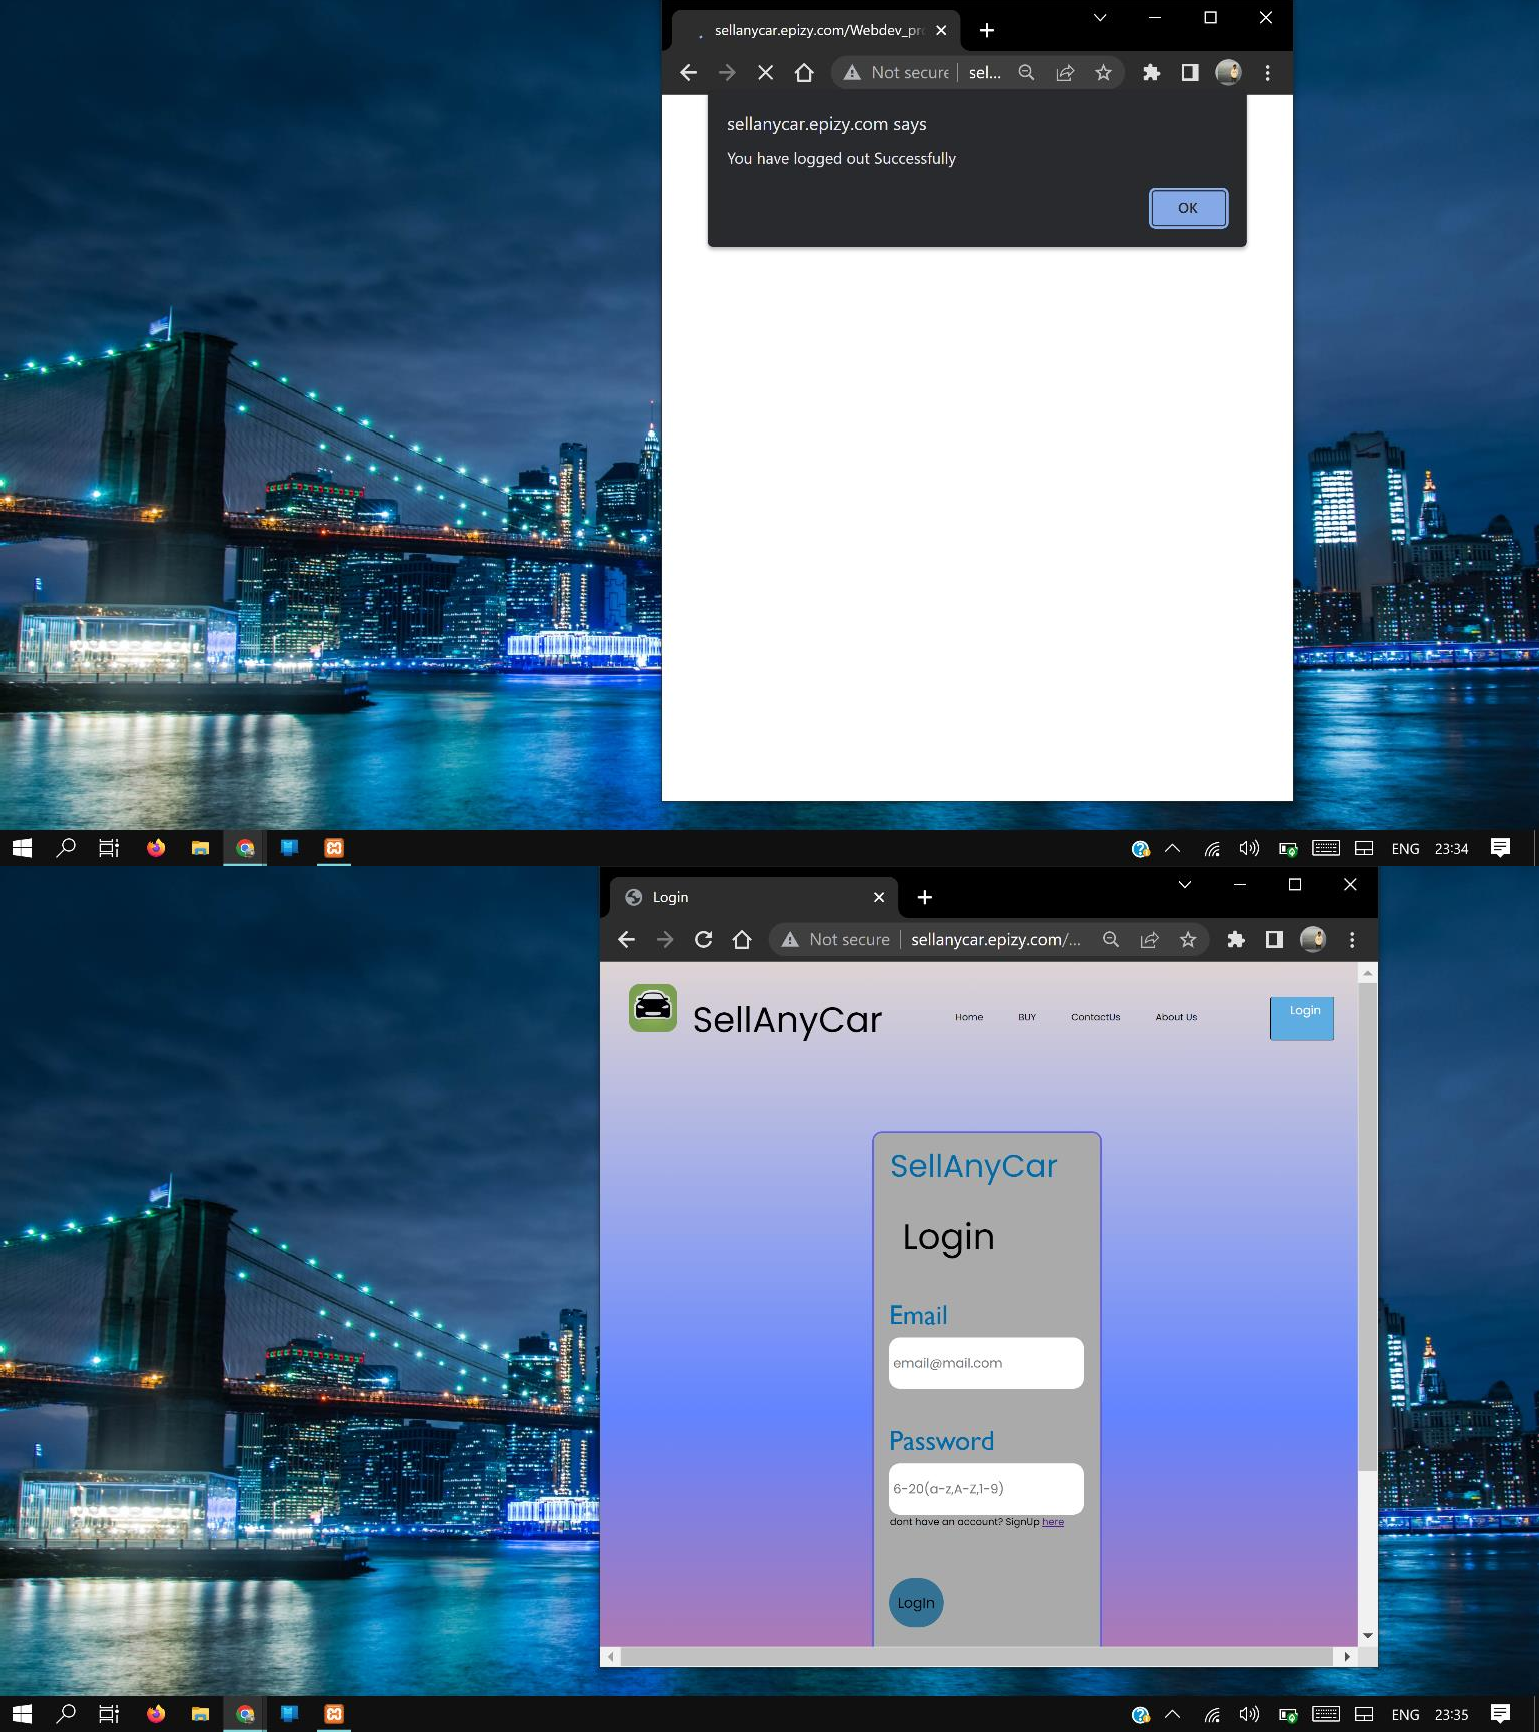 sellanycar.epizy.com/Webdev_pr
Not secure sel...
sellanycar.epizy.com says
You have logged out Successfully
OK
ENG 23:34
Login
Not secure sellanycar.epizy.com/...
SellAnyCar Home BUY ContactUs About Us Login
SellAnyCar
Login
Email
email@mail.com
Password
6-20(a-z,A-Z,1-9)
dont have an account? SignUp here
LogIn
ENG 23:35